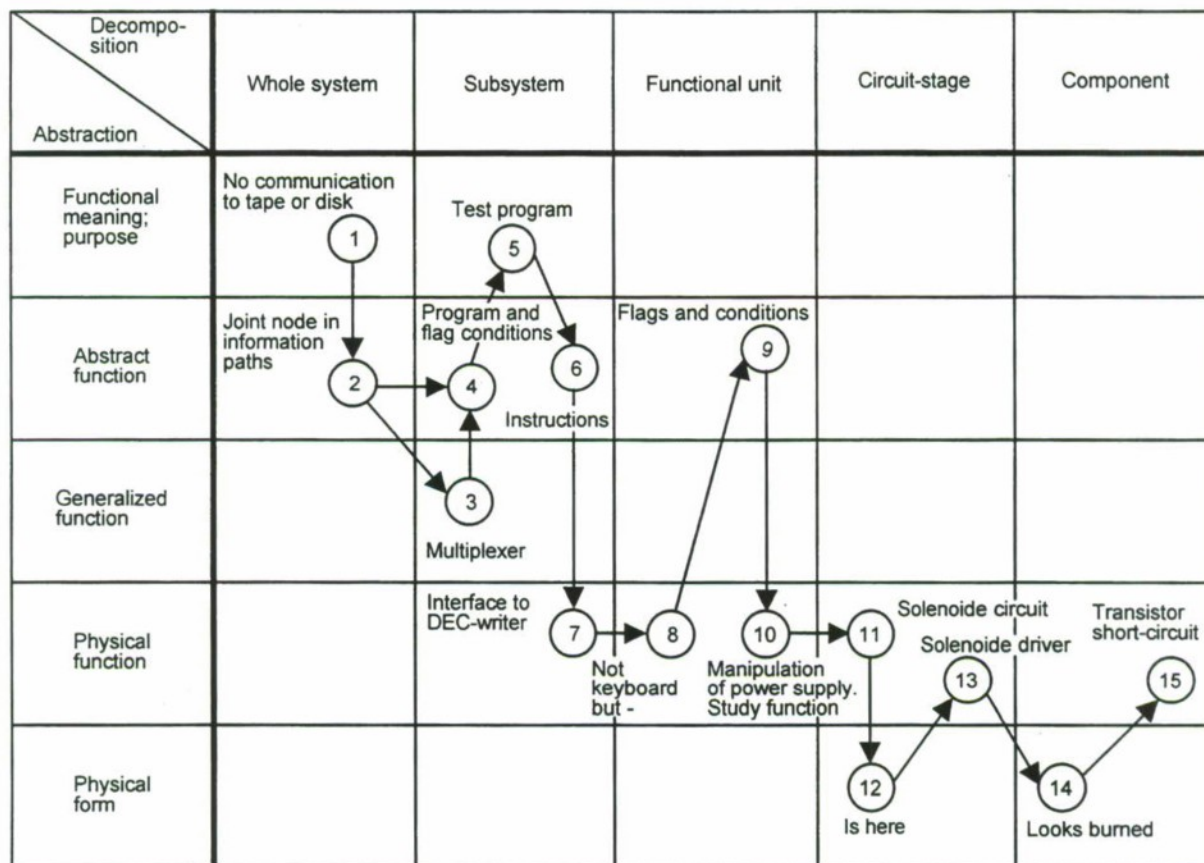 Decompo-
sition
Abstraction
Whole system
Subsystem
Functional unit
Circuit-stage
Component
Functional
meaning;
purpose
No communication
to tape or disk
1
Test program
5
Abstract
function
Joint node in
information
paths
2
Program and
flag conditions
4
6
Instructions
Flags and conditions
9
Generalized
function
3
Multiplexer
Physical
function
Interface to
DEC-writer
7
8
Not
keyboard
but -
10
Manipulation
of power supply.
Study function
11
Solenoide circuit
Solenoide driver
13
Transistor
short-circuit
15
Physical
form
12
Is here
14
Looks burned